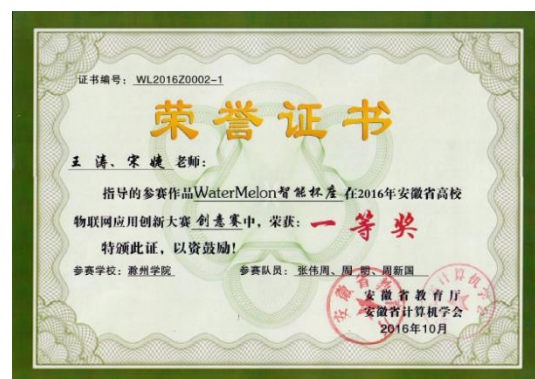 证书编号： WL2016Z0002-1
荣誉证书
王 涛、宋 婕 老师：
指导的参赛作品WaterMelon智能杯座 在2016年安徽省高校
物联网应用创新大赛 创意赛中，荣获： 一等奖
特颁此证，以资鼓励！
参赛学校：滁州学院 参赛队员：张伟周、周 明、周新国
安徽省教育厅
安徽省计算机学会
2016年10月